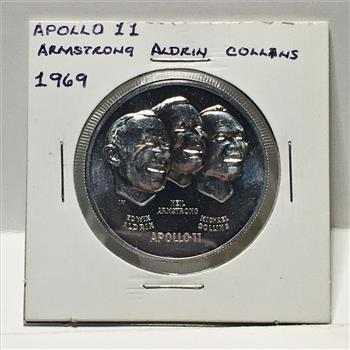 APOLLO 11
ARMSTRONG ALDRIN COLLINS
1969
NEIL
ARMSTRONG
EDWIN
ALDRIN
MICHAEL
COLLINS
APOLLO-11